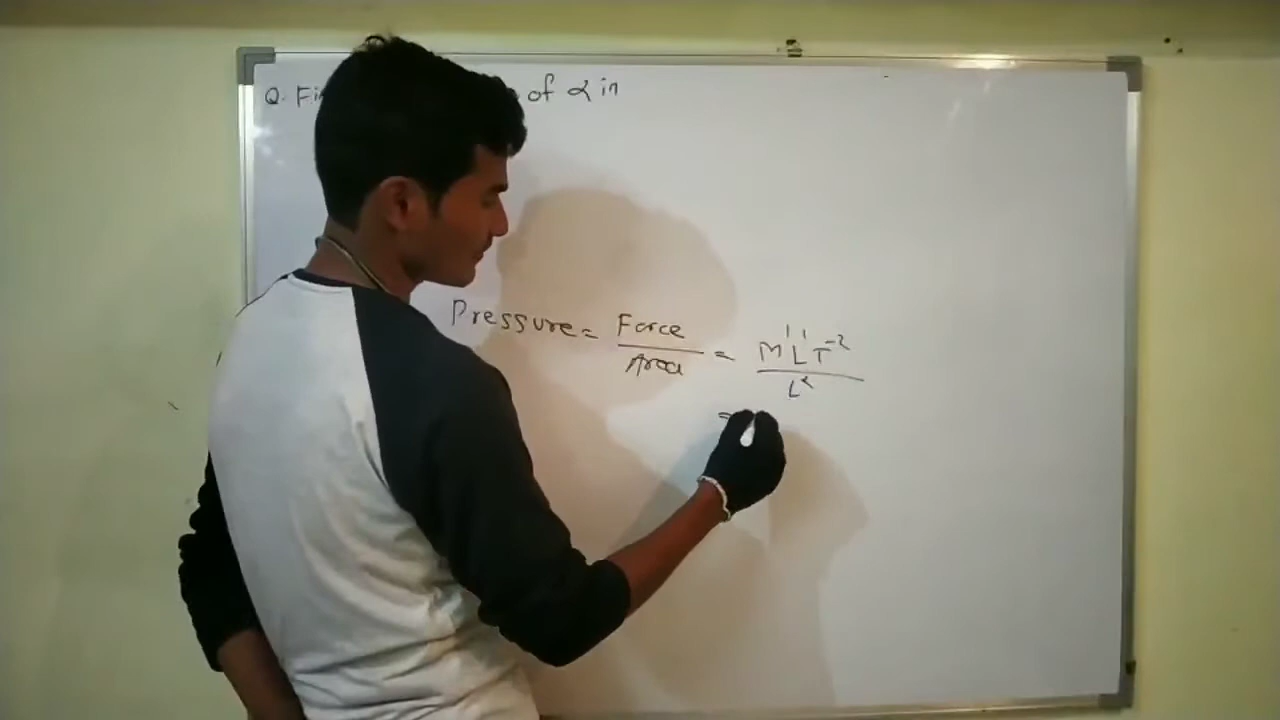 Q. Fi of α in
Pressure = Force / Area = M¹L¹T⁻² / L²
=